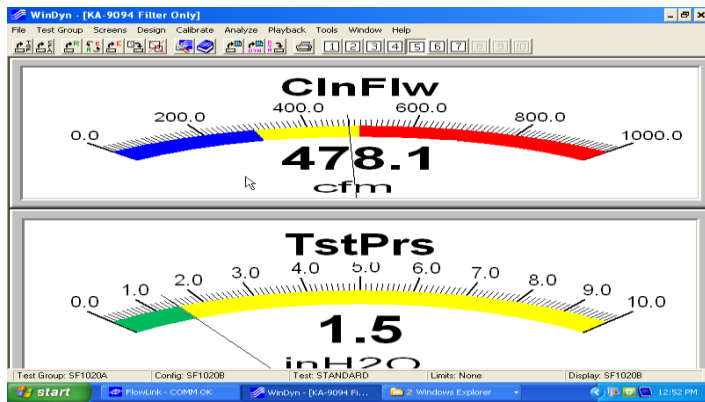 WinDyn - [KA-9094 Filter Only]
File Test Group Screens Design Calibrate Analyze Playback Tools Window Help
1 2 3 4 5 6 7 8 9 10
ClnFlw
0.0 200.0 400.0 600.0 800.0 1000.0
478.1
cfm
TstPrs
0.0 1.0 2.0 3.0 4.0 5.0 6.0 7.0 8.0 9.0 10.0
1.5
inH2O
Test Group: SF1020A Config: SF1020B Test: STANDARD Limits: None Display: SF1020B
start FlowLink - COMM OK WinDyn - [KA-9094 Fi... 2 Windows Explorer 12:52 PM